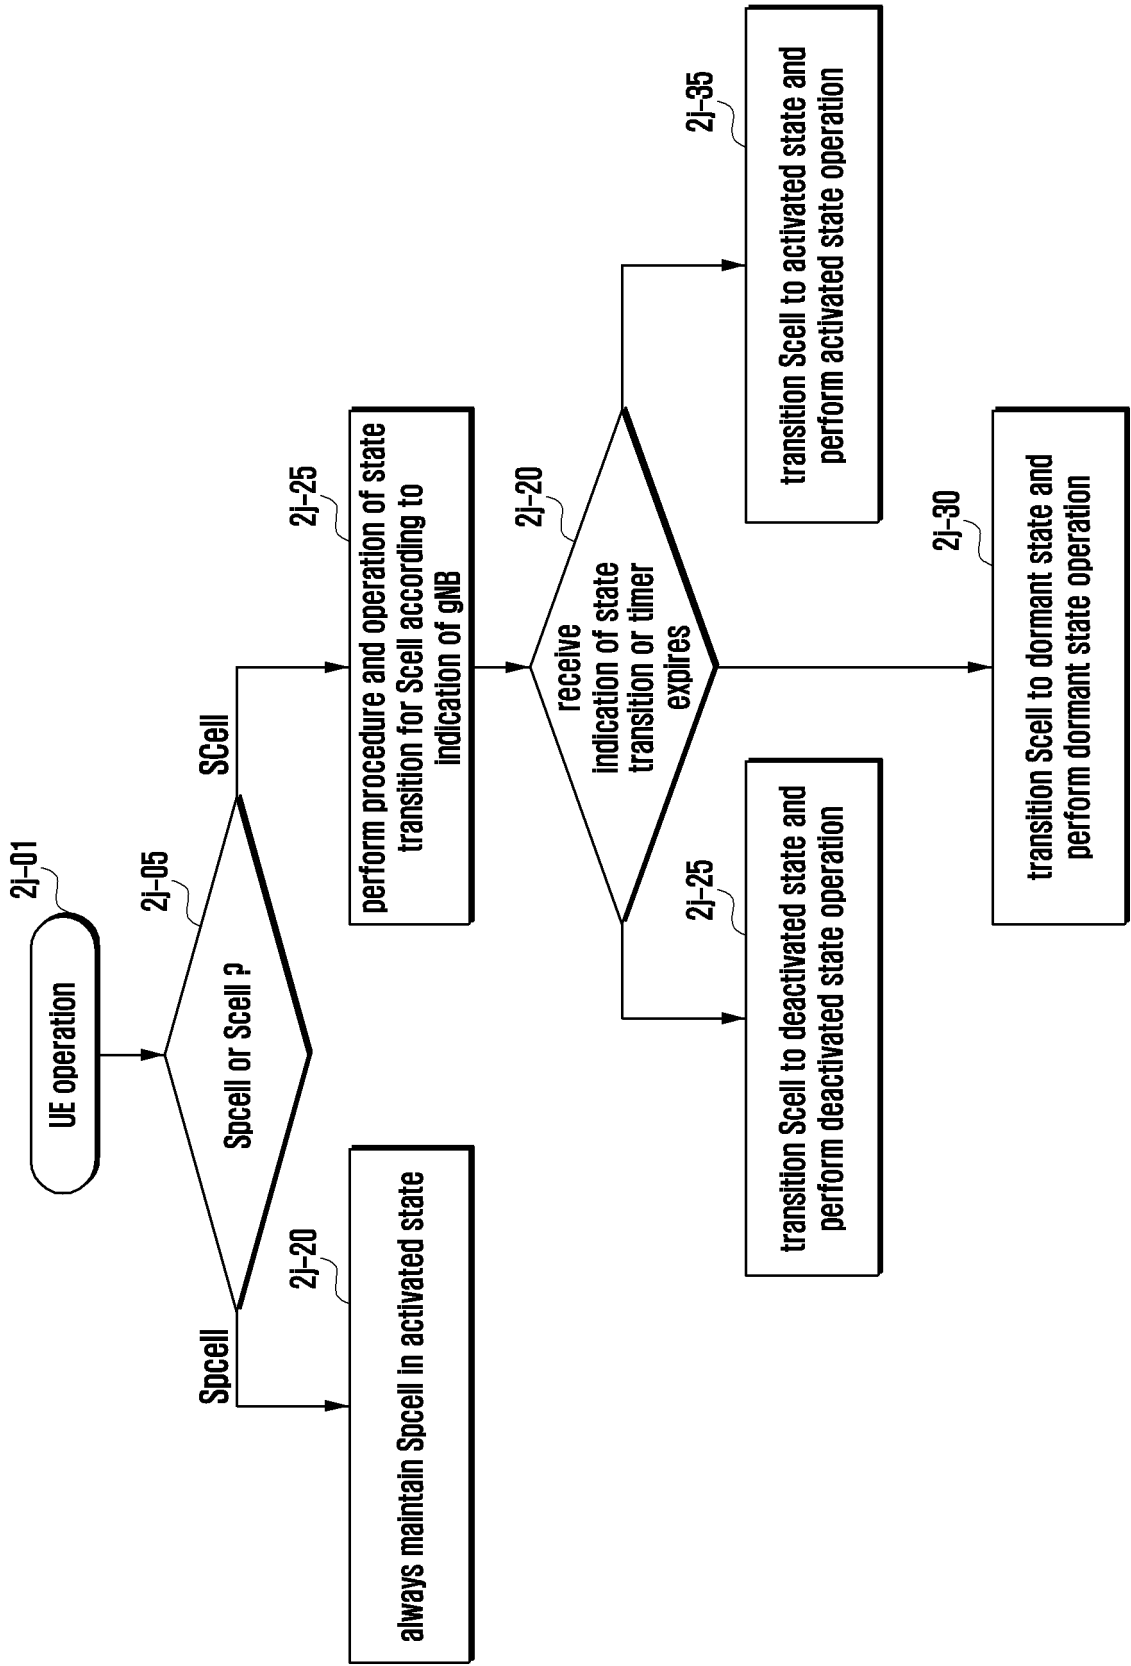 UE operation
2j-01
Spcell or Scell ?
2j-05
Spcell
SCell
always maintain Spcell in activated state
2j-20
perform procedure and operation of state
transition for Scell according to
indication of gNB
2j-25
receive
indication of state
transition or timer
expires
2j-20
transition Scell to deactivated state and
perform deactivated state operation
2j-25
transition Scell to activated state and
perform activated state operation
2j-35
transition Scell to dormant state and
perform dormant state operation
2j-30